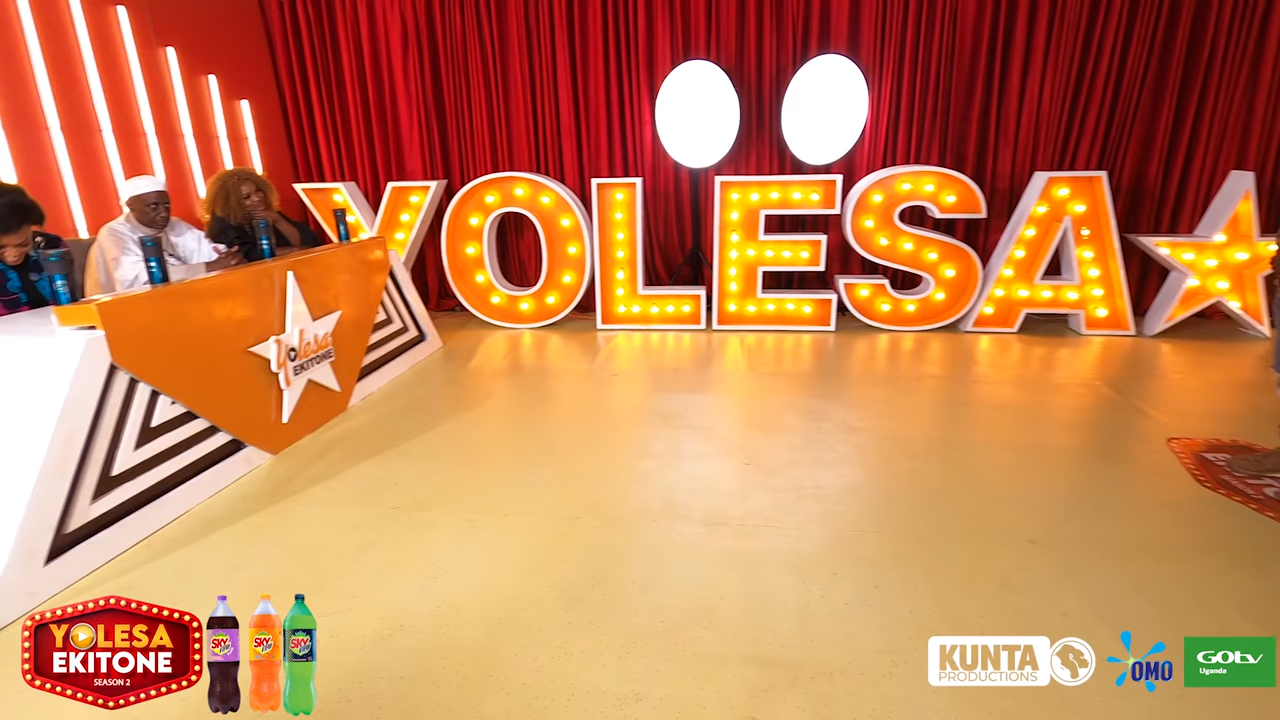 YOLESA
Yolesa
EKITONE
YOLESA
EKITONE
SEASON 2
SKY
SKY
SKY
KUNTA
PRODUCTIONS
OMO
GOtv
Uganda